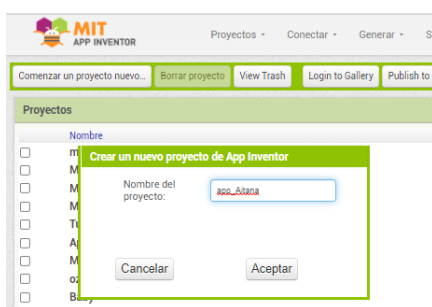 MIT
APP INVENTOR
Proyectos Conectar Generar
Comenzar un proyecto nuevo... Borrar proyecto View Trash Login to Gallery Publish to
Proyectos
Nombre
Crear un nuevo proyecto de App Inventor
Nombre del
proyecto:
app_Aitana
Cancelar Aceptar